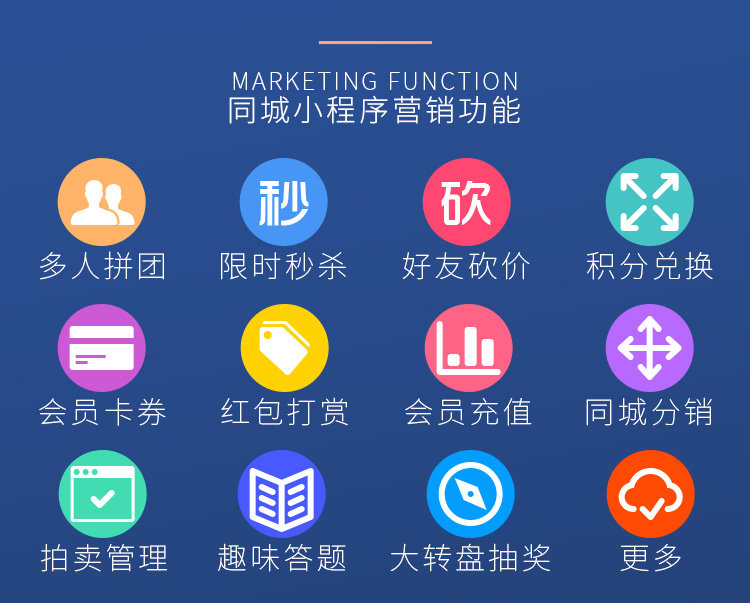 MARKETING FUNCTION
同城小程序营销功能
秒
砍
多人拼团
限时秒杀
好友砍价
积分兑换
会员卡券
红包打赏
会员充值
同城分销
拍卖管理
趣味答题
大转盘抽奖
更多